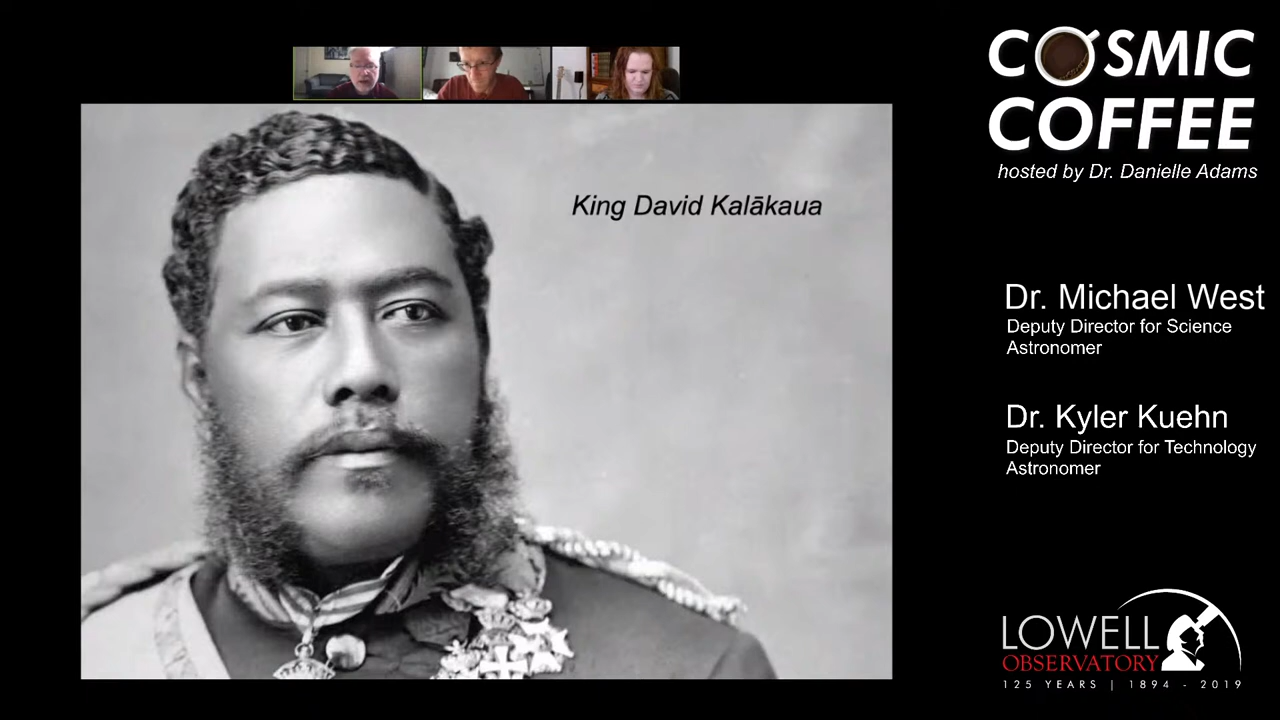 King David Kalākaua
COSMIC
COFFEE
hosted by Dr. Danielle Adams
Dr. Michael West
Deputy Director for Science
Astronomer
Dr. Kyler Kuehn
Deputy Director for Technology
Astronomer
LOWELL
OBSERVATORY
125 YEARS | 1894 - 2019